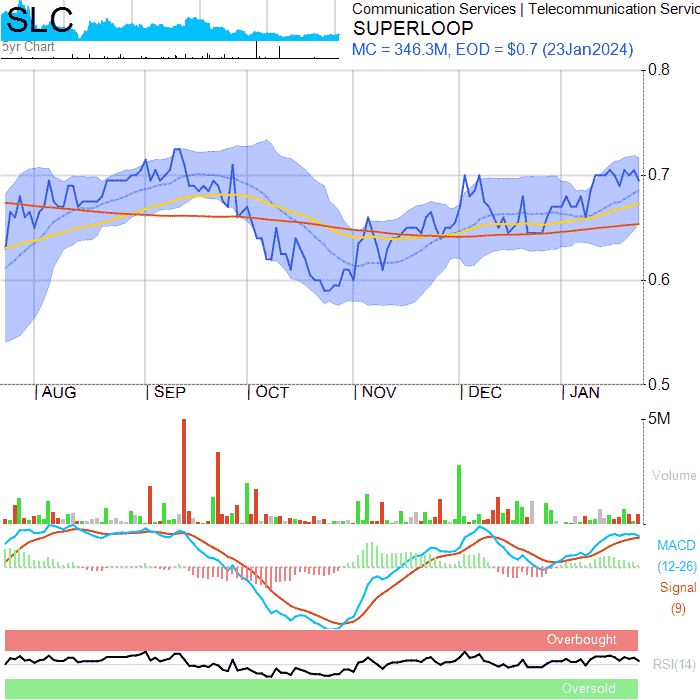 SLC
5yr Chart
Communication Services | Telecommunication Servic
SUPERLOOP
MC = 346.3M, EOD = $0.7 (23Jan2024)
0.8
0.7
0.6
0.5
AUG
SEP
OCT
NOV
DEC
JAN
5M
Volume
MACD
(12-26)
Signal
(9)
Overbought
RSI(14)
Oversold